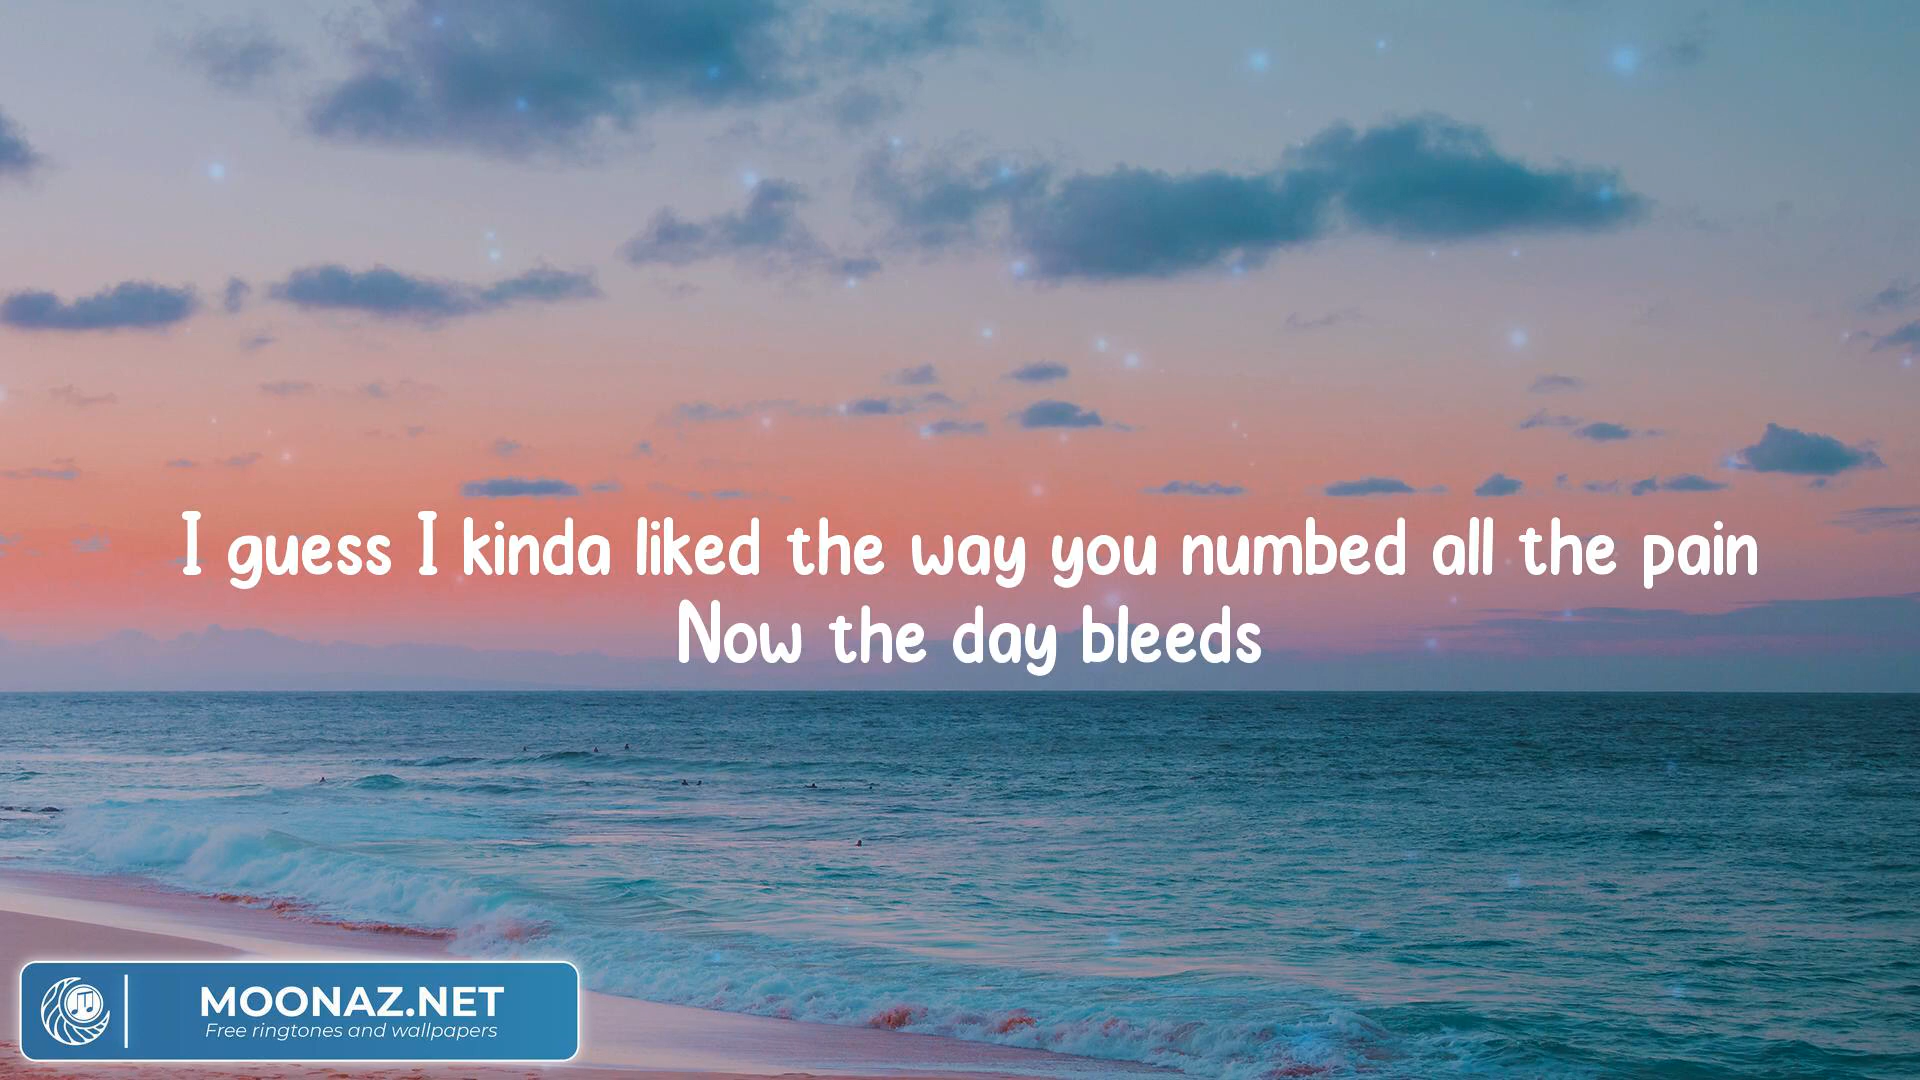 I guess I kinda liked the way you numbed all the pain
Now the day bleeds
MOONAZ.NET
Free ringtones and wallpapers